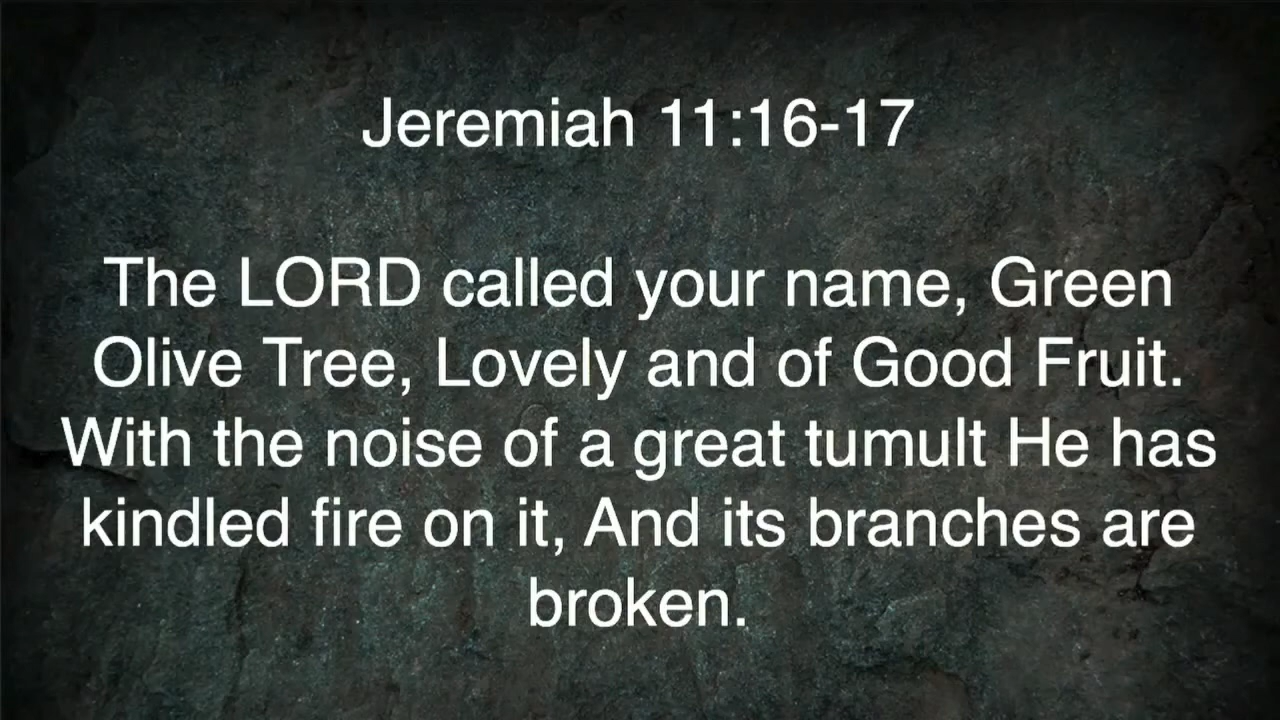 Jeremiah 11:16-17
The LORD called your name, Green
Olive Tree, Lovely and of Good Fruit.
With the noise of a great tumult He has
kindled fire on it, And its branches are
broken.